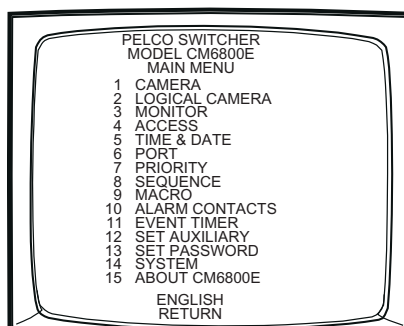 PELCO SWITCHER
MODEL CM6800E
MAIN MENU
1 CAMERA
2 LOGICAL CAMERA
3 MONITOR
4 ACCESS
5 TIME & DATE
6 PORT
7 PRIORITY
8 SEQUENCE
9 MACRO
10 ALARM CONTACTS
11 EVENT TIMER
12 SET AUXILIARY
13 SET PASSWORD
14 SYSTEM
15 ABOUT CM6800E
ENGLISH
RETURN